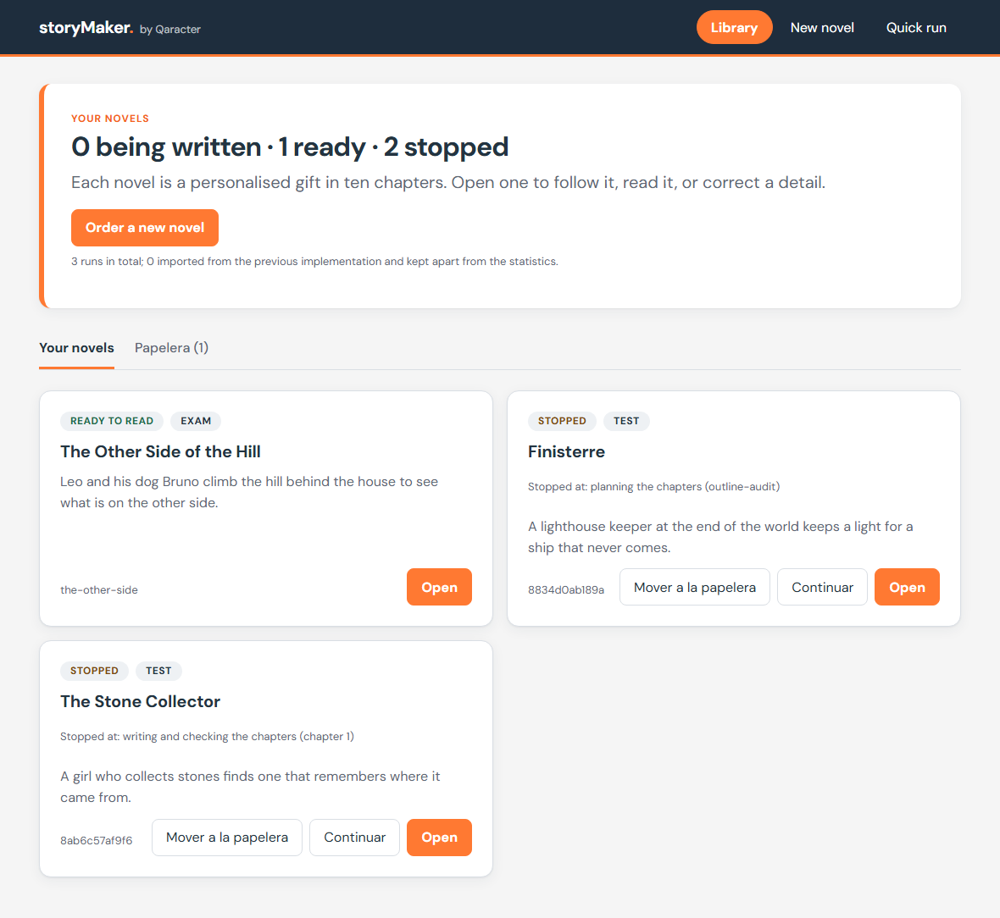 storyMaker. by Qaracter
Library
New novel
Quick run
YOUR NOVELS
0 being written · 1 ready · 2 stopped
Each novel is a personalised gift in ten chapters. Open one to follow it, read it, or correct a detail.
Order a new novel
3 runs in total; 0 imported from the previous implementation and kept apart from the statistics.
Your novels
Papelera (1)
READY TO READ
EXAM
The Other Side of the Hill
Leo and his dog Bruno climb the hill behind the house to see
what is on the other side.
the-other-side
Open
STOPPED
TEST
Finisterre
Stopped at: planning the chapters (outline-audit)
A lighthouse keeper at the end of the world keeps a light for a
ship that never comes.
8834d0ab189a
Mover a la papelera
Continuar
Open
STOPPED
TEST
The Stone Collector
Stopped at: writing and checking the chapters (chapter 1)
A girl who collects stones finds one that remembers where it
came from.
8ab6c57af9f6
Mover a la papelera
Continuar
Open